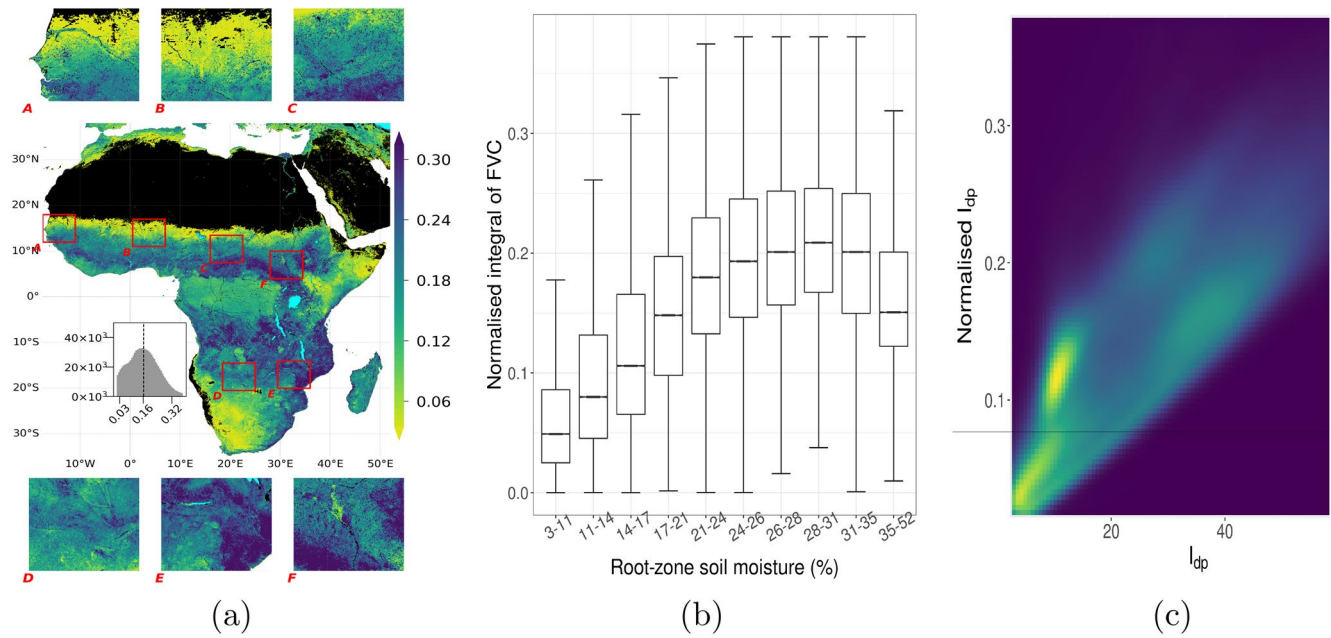 A
B
C
30°N
20°N
10°N
0°
10°S
20°S
30°S
10°W
0°
10°E
20°E
30°E
40°E
50°E
A
B
C
F
D
E
40×10³
20×10³
0×10³
0.03
0.16
0.32
0.30
0.24
0.18
0.12
0.06
D
E
F
(a)
Normalised integral of FVC
0.3
0.2
0.1
0.0
3-11
11-14
14-17
17-21
21-24
24-26
26-28
28-31
31-35
35-52
Root-zone soil moisture (%)
(b)
Normalised I_dp
0.3
0.2
0.1
20
40
I_dp
(c)